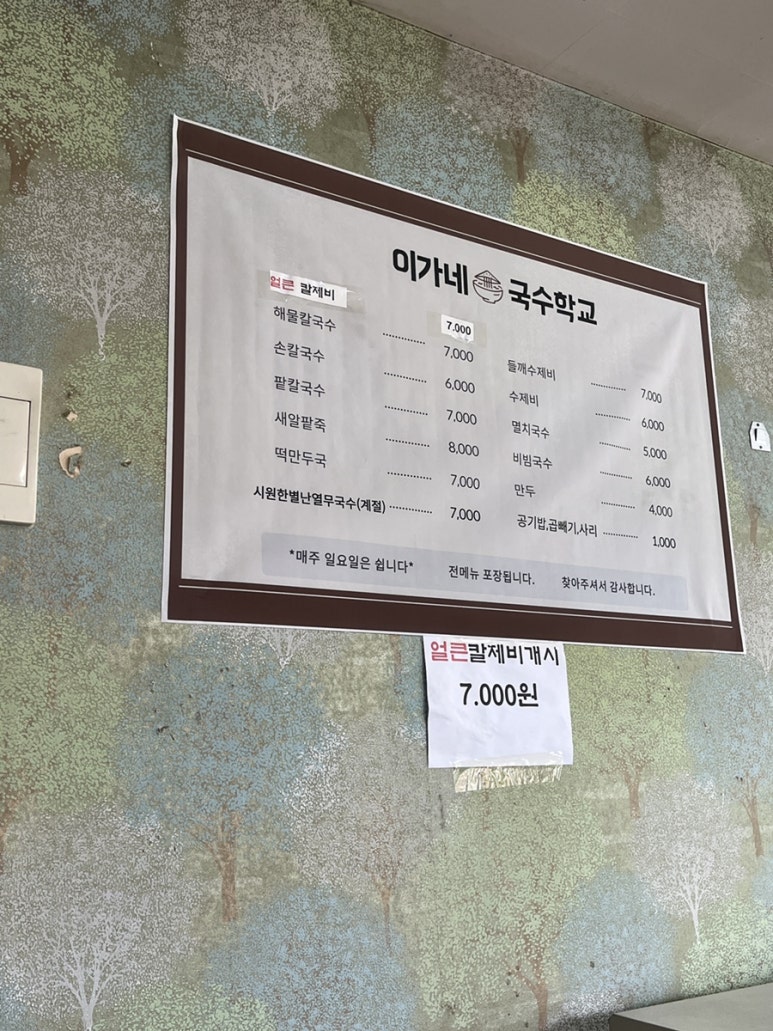 이가네 국수학교
얼큰 칼제비 7.000
해물칼국수 ............ 7,000
손칼국수 ............ 6,000
팥칼국수 ............ 7,000
새알팥죽 ............ 8,000
떡만두국 ............ 7,000
시원한별난열무국수(계절) ............ 7,000
들깨수제비 .......... 7,000
수제비 .......... 6,000
멸치국수 .......... 5,000
비빔국수 .......... 6,000
만두 .......... 4,000
공기밥,곱빼기,사리 .......... 1,000
*매주 일요일은 쉽니다* 전메뉴 포장됩니다. 찾아주셔서 감사합니다.
얼큰칼제비개시
7.000원